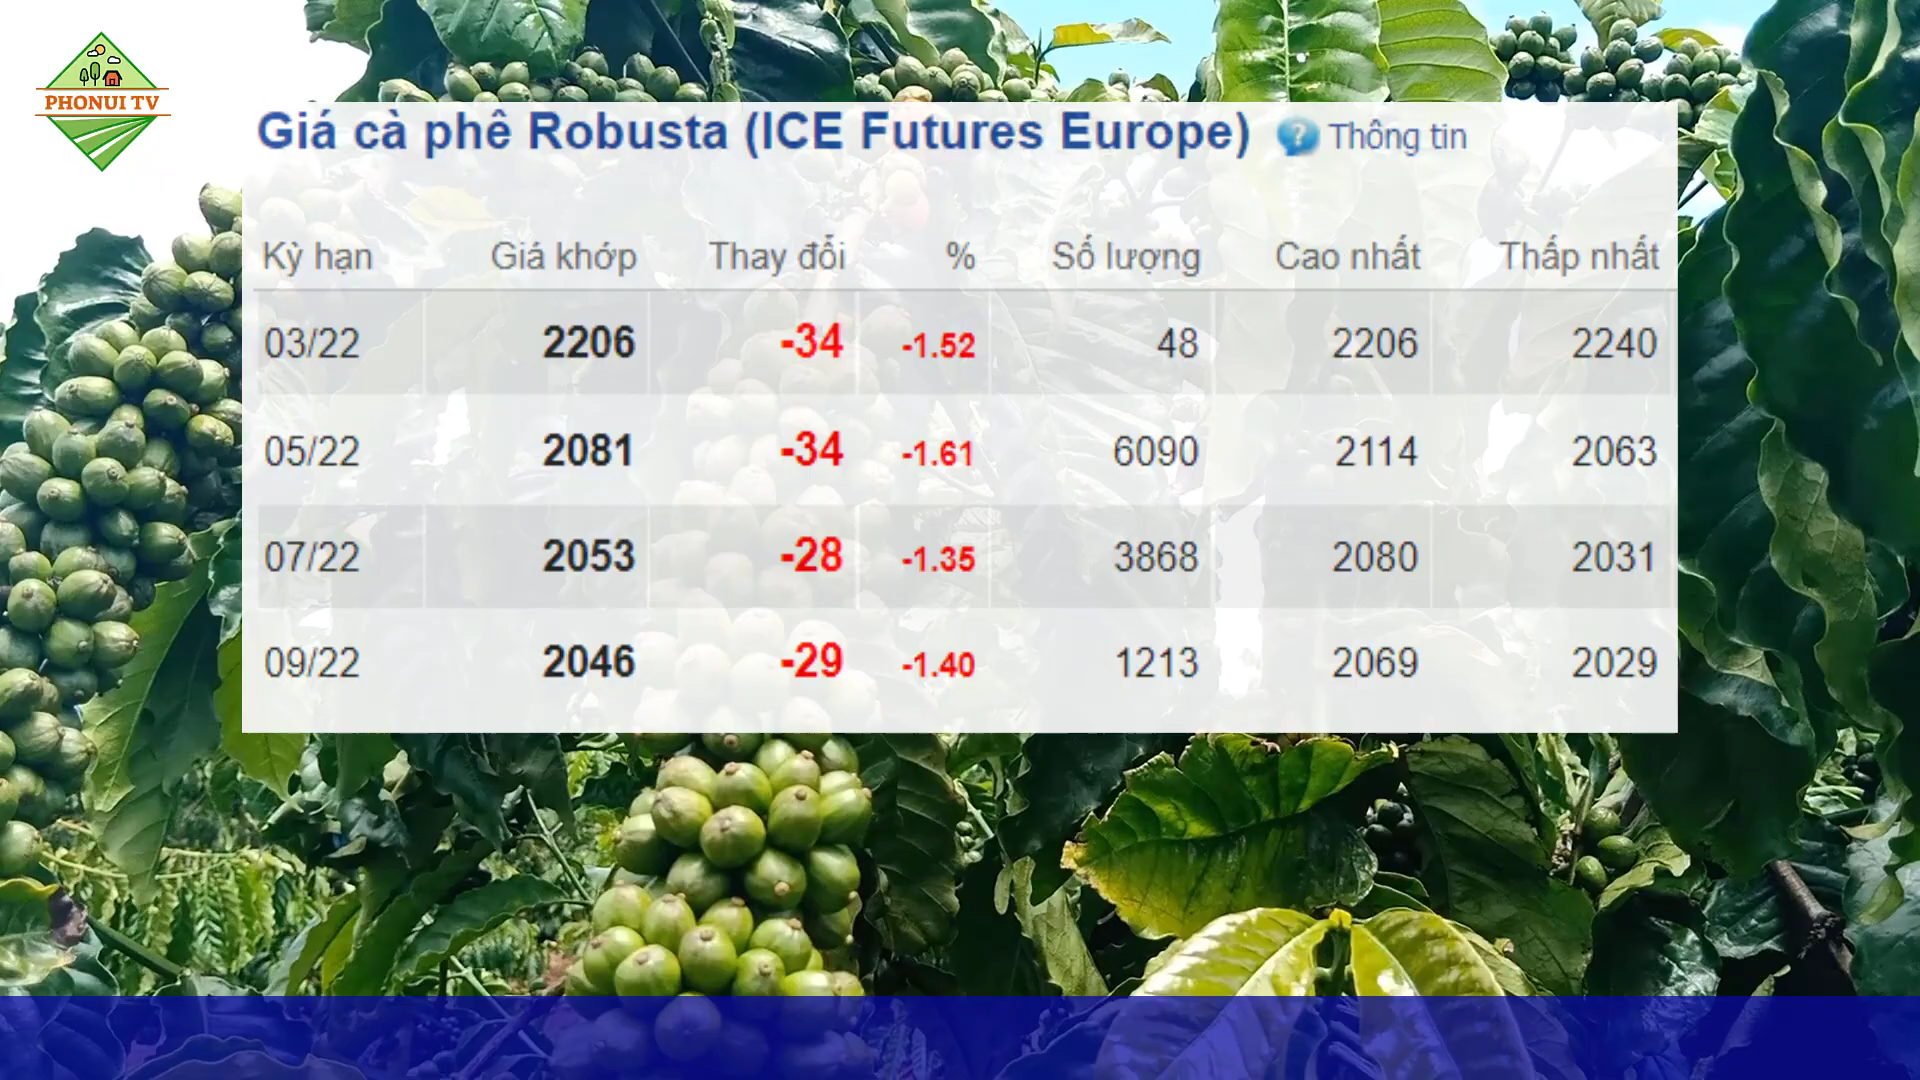 PHONUI TV
Giá cà phê Robusta (ICE Futures Europe) ? Thông tin
Kỳ hạn Giá khớp Thay đổi % Số lượng Cao nhất Thấp nhất
03/22 2206 -34 -1.52 48 2206 2240
05/22 2081 -34 -1.61 6090 2114 2063
07/22 2053 -28 -1.35 3868 2080 2031
09/22 2046 -29 -1.40 1213 2069 2029